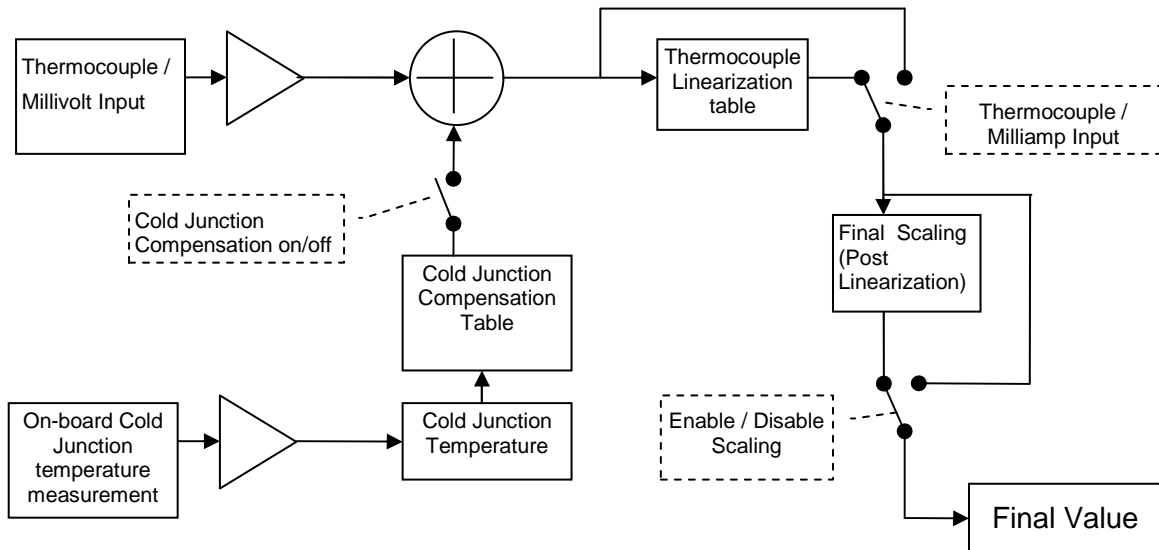 Thermocouple /
Millivolt Input
Thermocouple
Linearization
table
Thermocouple /
Milliamp Input
Cold Junction
Compensation on/off
Final Scaling
(Post
Linearization)
Cold Junction
Compensation
Table
On-board Cold
Junction
temperature
measurement
Cold Junction
Temperature
Enable / Disable
Scaling
Final Value